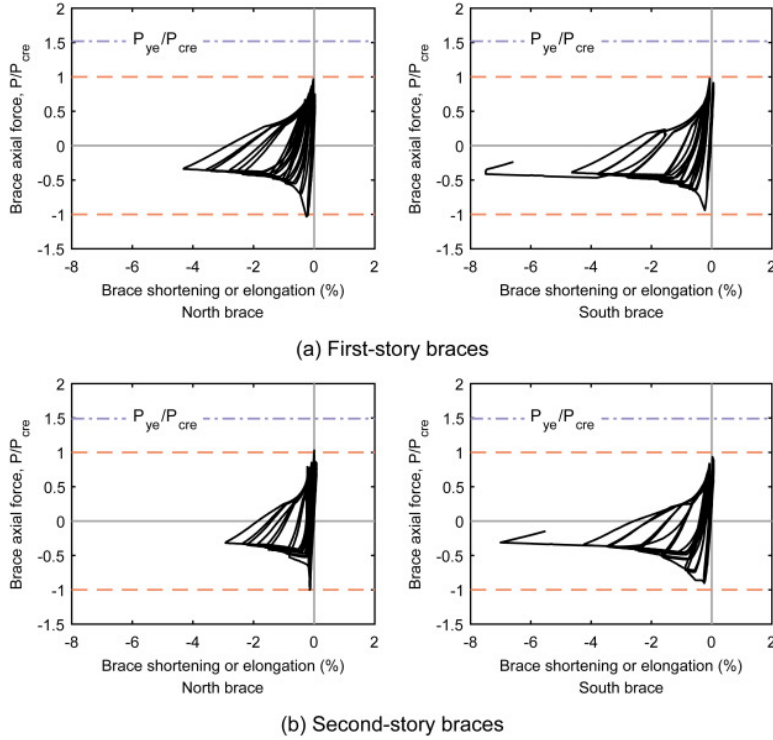 2
1.5
P_ye/P_cre
1
0.5
0
-0.5
-1
-1.5
-8 -6 -4 -2 0 2
Brace axial force, P/P_cre
Brace shortening or elongation (%)
North brace
2
1.5
P_ye/P_cre
1
0.5
0
-0.5
-1
-1.5
-8 -6 -4 -2 0 2
Brace axial force, P/P_cre
Brace shortening or elongation (%)
South brace
(a) First-story braces
2
1.5
P_ye/P_cre
1
0.5
0
-0.5
-1
-1.5
-8 -6 -4 -2 0 2
Brace axial force, P/P_cre
Brace shortening or elongation (%)
North brace
2
1.5
P_ye/P_cre
1
0.5
0
-0.5
-1
-1.5
-8 -6 -4 -2 0 2
Brace axial force, P/P_cre
Brace shortening or elongation (%)
South brace
(b) Second-story braces